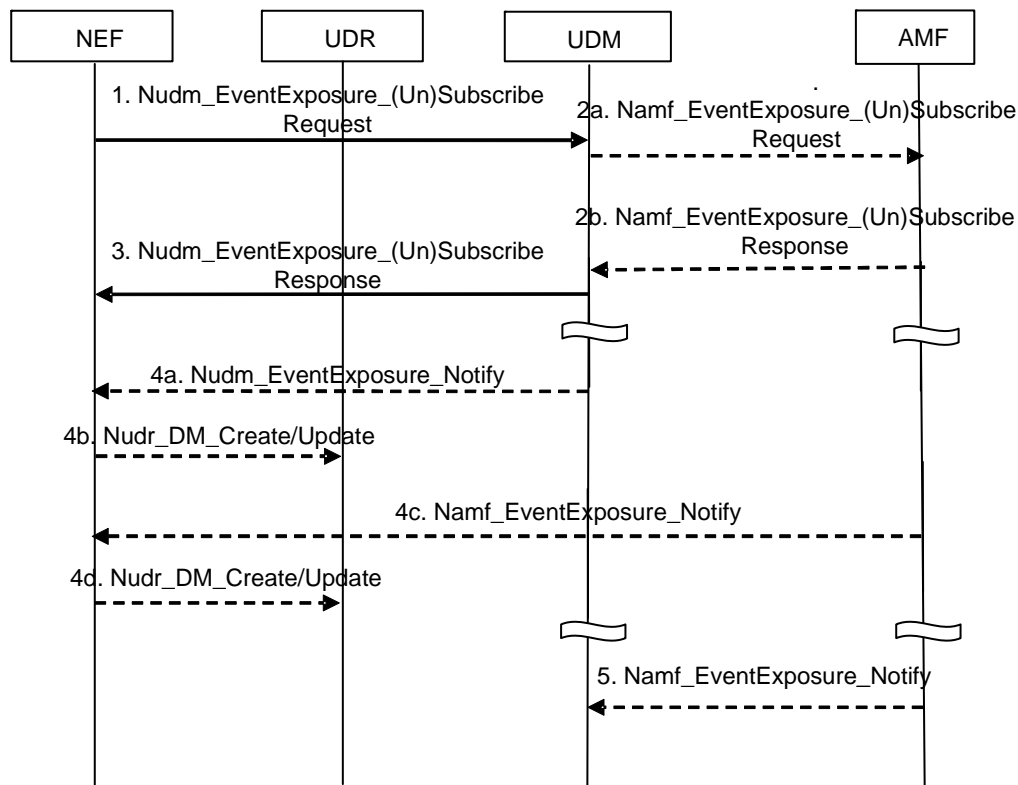 NEF UDR UDM AMF
1. Nudm_EventExposure_(Un)Subscribe
Request
.
2a. Namf_EventExposure_(Un)Subscribe
Request
2b. Namf_EventExposure_(Un)Subscribe
Response
3. Nudm_EventExposure_(Un)Subscribe
Response
4a. Nudm_EventExposure_Notify
4b. Nudr_DM_Create/Update
4c. Namf_EventExposure_Notify
4d. Nudr_DM_Create/Update
5. Namf_EventExposure_Notify